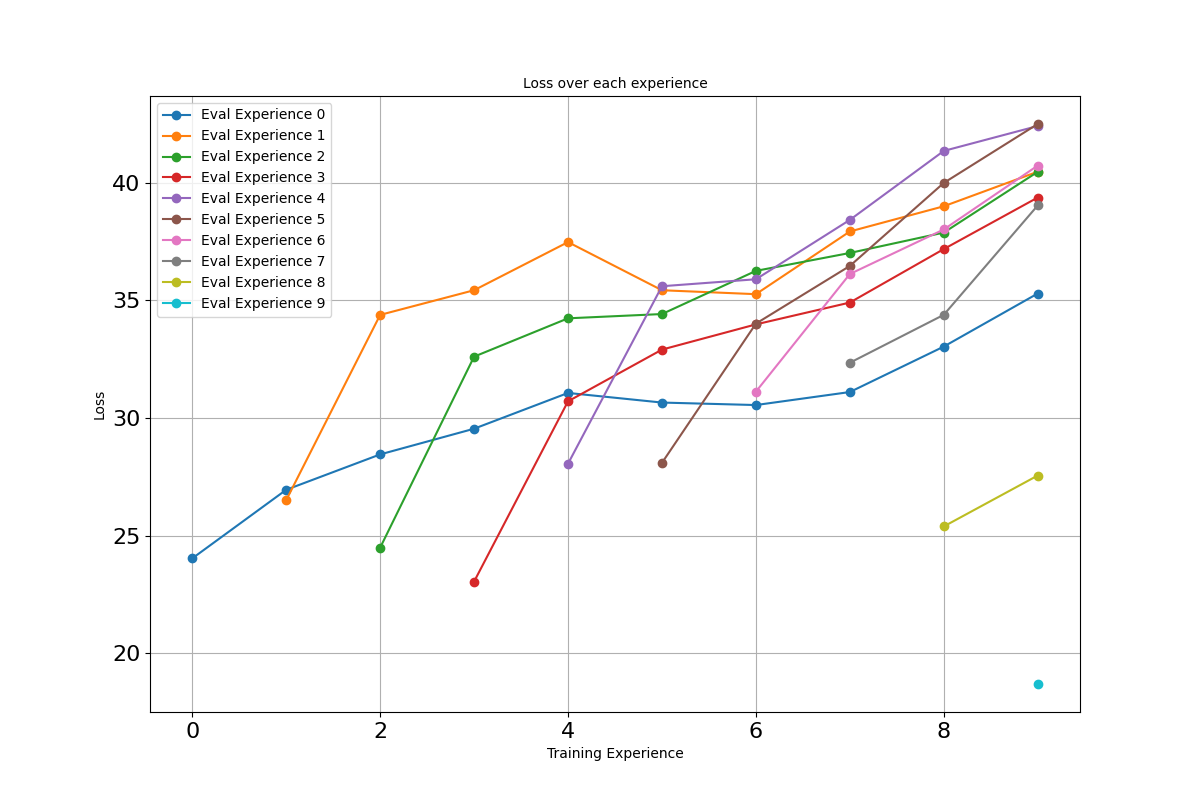 Loss over each experience
Eval Experience 0
Eval Experience 1
Eval Experience 2
Eval Experience 3
Eval Experience 4
Eval Experience 5
Eval Experience 6
Eval Experience 7
Eval Experience 8
Eval Experience 9
40
35
30
25
20
Loss
0 2 4 6 8
Training Experience